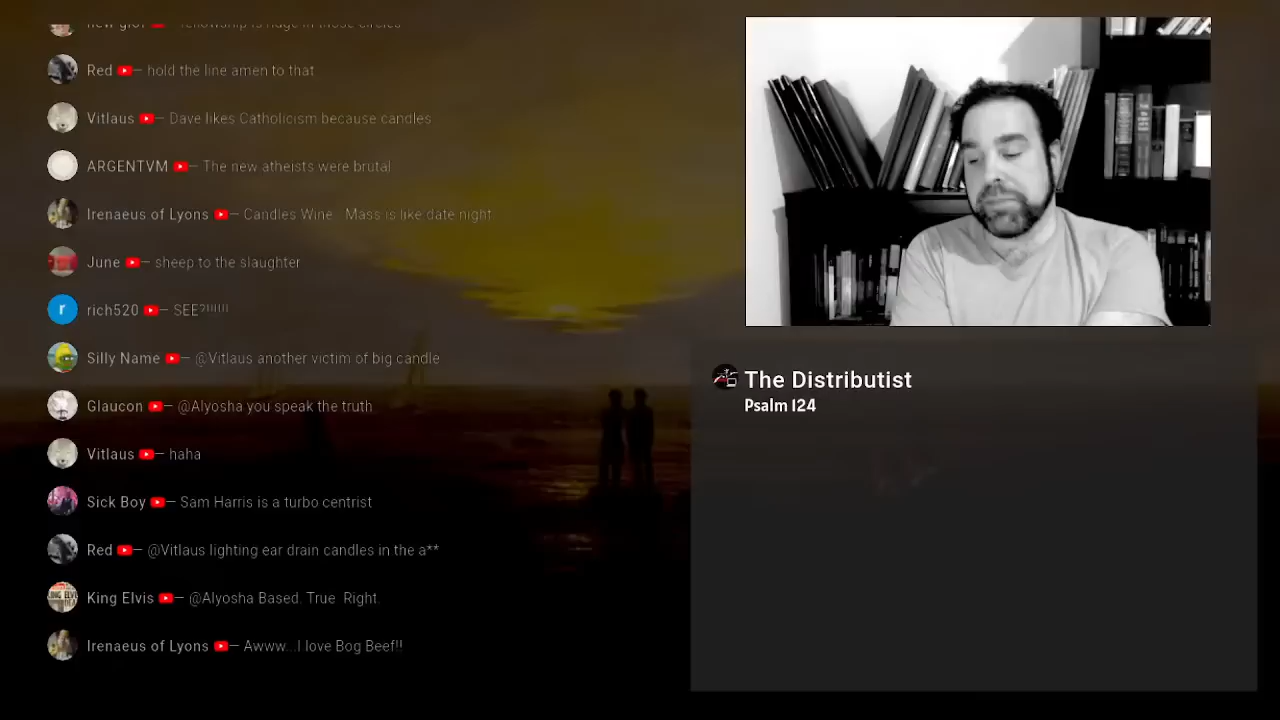 Red — hold the line amen to that
Vitlaus — Dave likes Catholicism because candles
ARGENTVM — The new atheists were brutal
Irenaeus of Lyons — Candles Wine Mass is like date night
June — sheep to the slaughter
r
rich520 — SEE?!!!!!!
Silly Name — @Vitlaus another victim of big candle
Glaucon — @Alyosha you speak the truth
Vitlaus — haha
Sick Boy — Sam Harris is a turbo centrist
Red — @Vitlaus lighting ear drain candles in the a**
King Elvis — @Alyosha Based. True Right.
Irenaeus of Lyons — Awww...I love Bog Beef!!
The Distributist
Psalm 124